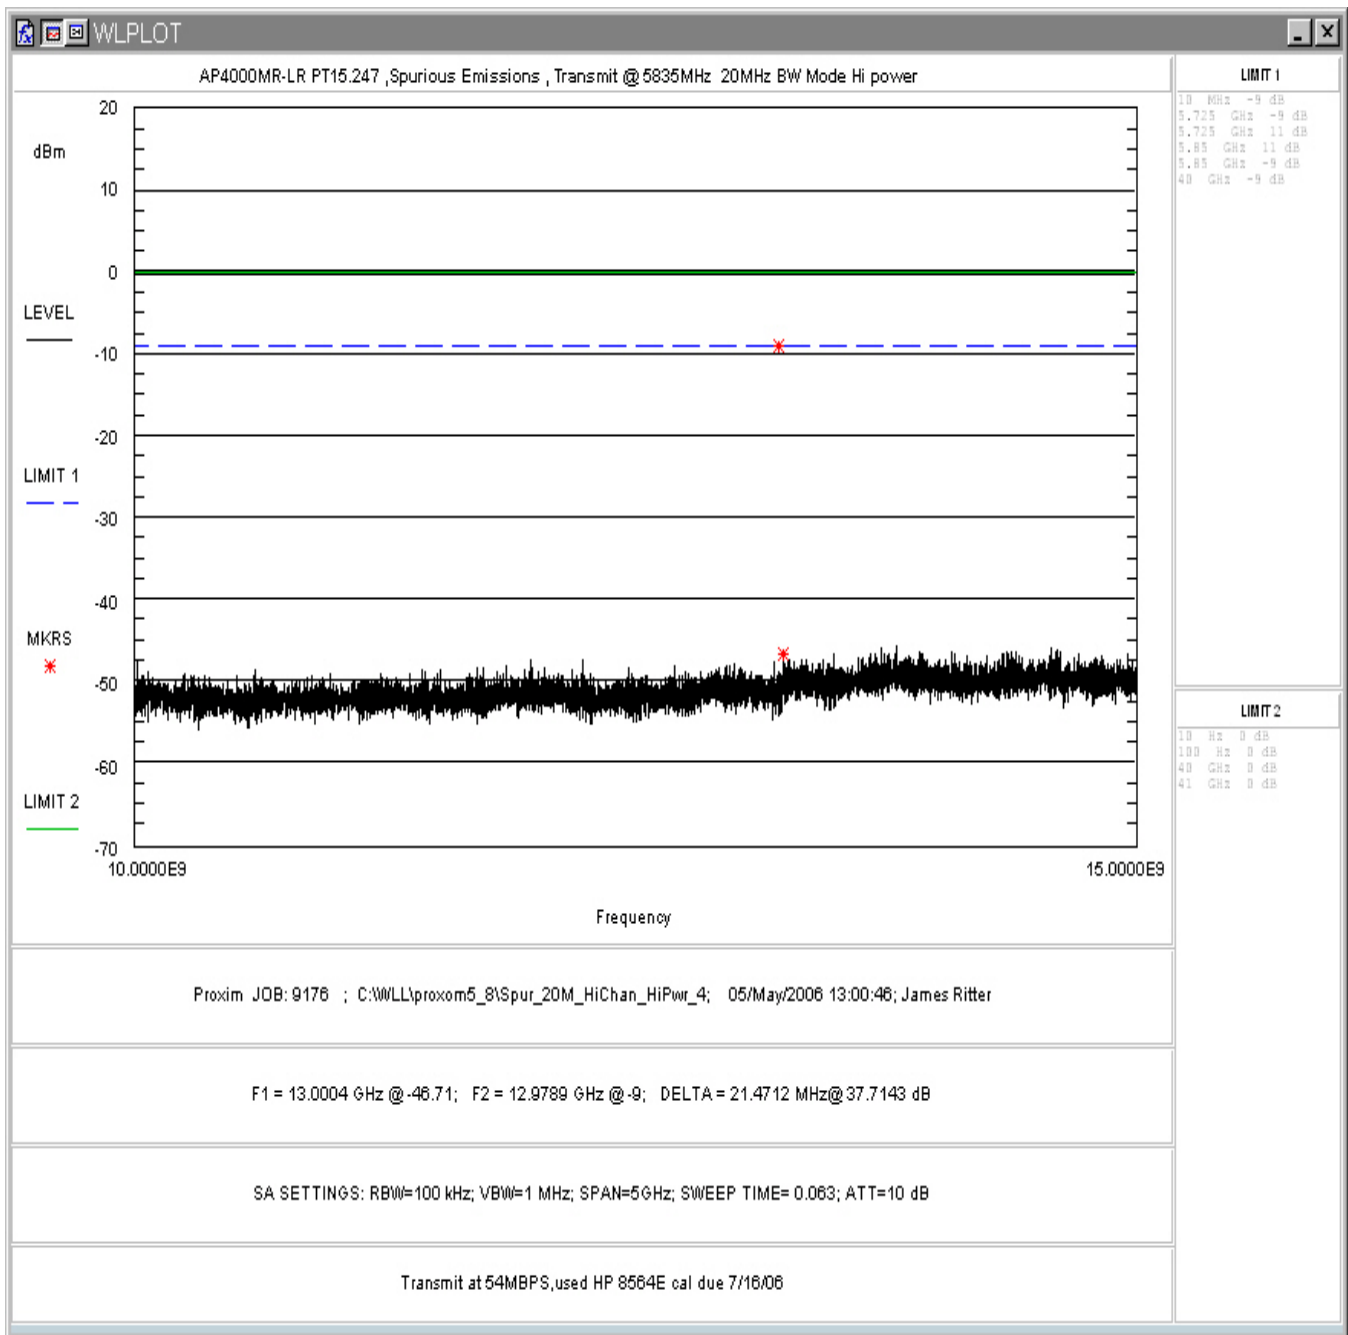 WLPLOT
AP4000MR-LR PT15.247 ,Spurious Emissions , Transmit @ 5835MHz 20MHz BW Mode Hi power
20
dBm
10
0
LEVEL
-10
-20
LIMIT 1
-30
-40
MKRS
-50
-60
LIMIT 2
-70
10.0000E9
15.0000E9
Frequency
LIMIT 1
10 MHz -9 dB
5.725 GHz -9 dB
5.725 GHz 11 dB
5.85 GHz 11 dB
5.85 GHz -9 dB
40 GHz -9 dB
LIMIT 2
10 Hz 0 dB
100 Hz 0 dB
40 GHz 0 dB
41 GHz 0 dB
Proxim JOB: 9176 ; C:\WLL\proxom5_8\Spur_20M_HiChan_HiPwr_4; 05/May/2006 13:00:46; James Ritter
F1 = 13.0004 GHz @ -46.71; F2 = 12.9789 GHz @ -9; DELTA = 21.4712 MHz@ 37.7143 dB
SA SETTINGS: RBW=100 kHz; VBW=1 MHz; SPAN=5GHz; SWEEP TIME= 0.063; ATT=10 dB
Transmit at 54MBPS,used HP 8564E cal due 7/16/06